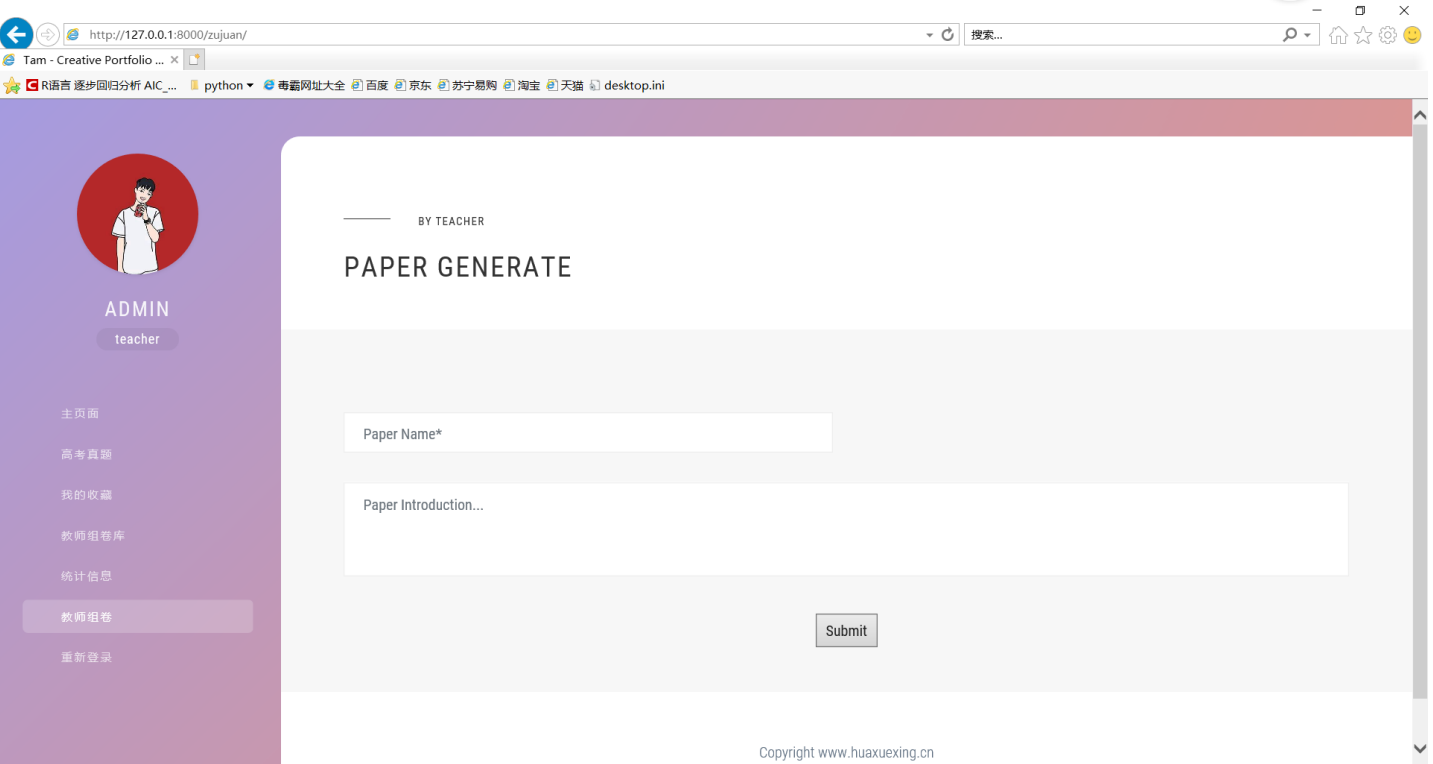 http://127.0.0.1:8000/zujuan/
搜索...
Tam - Creative Portfolio ...
R语言 逐步回归分析 AIC_... python 毒霸网址大全 百度 京东 苏宁易购 淘宝 天猫 desktop.ini
ADMIN
teacher
主页面
高考真题
我的收藏
教师组卷库
统计信息
教师组卷
重新登录
BY TEACHER
PAPER GENERATE
Paper Name*
Paper Introduction...
Submit
Copyright www.huaxuexing.cn